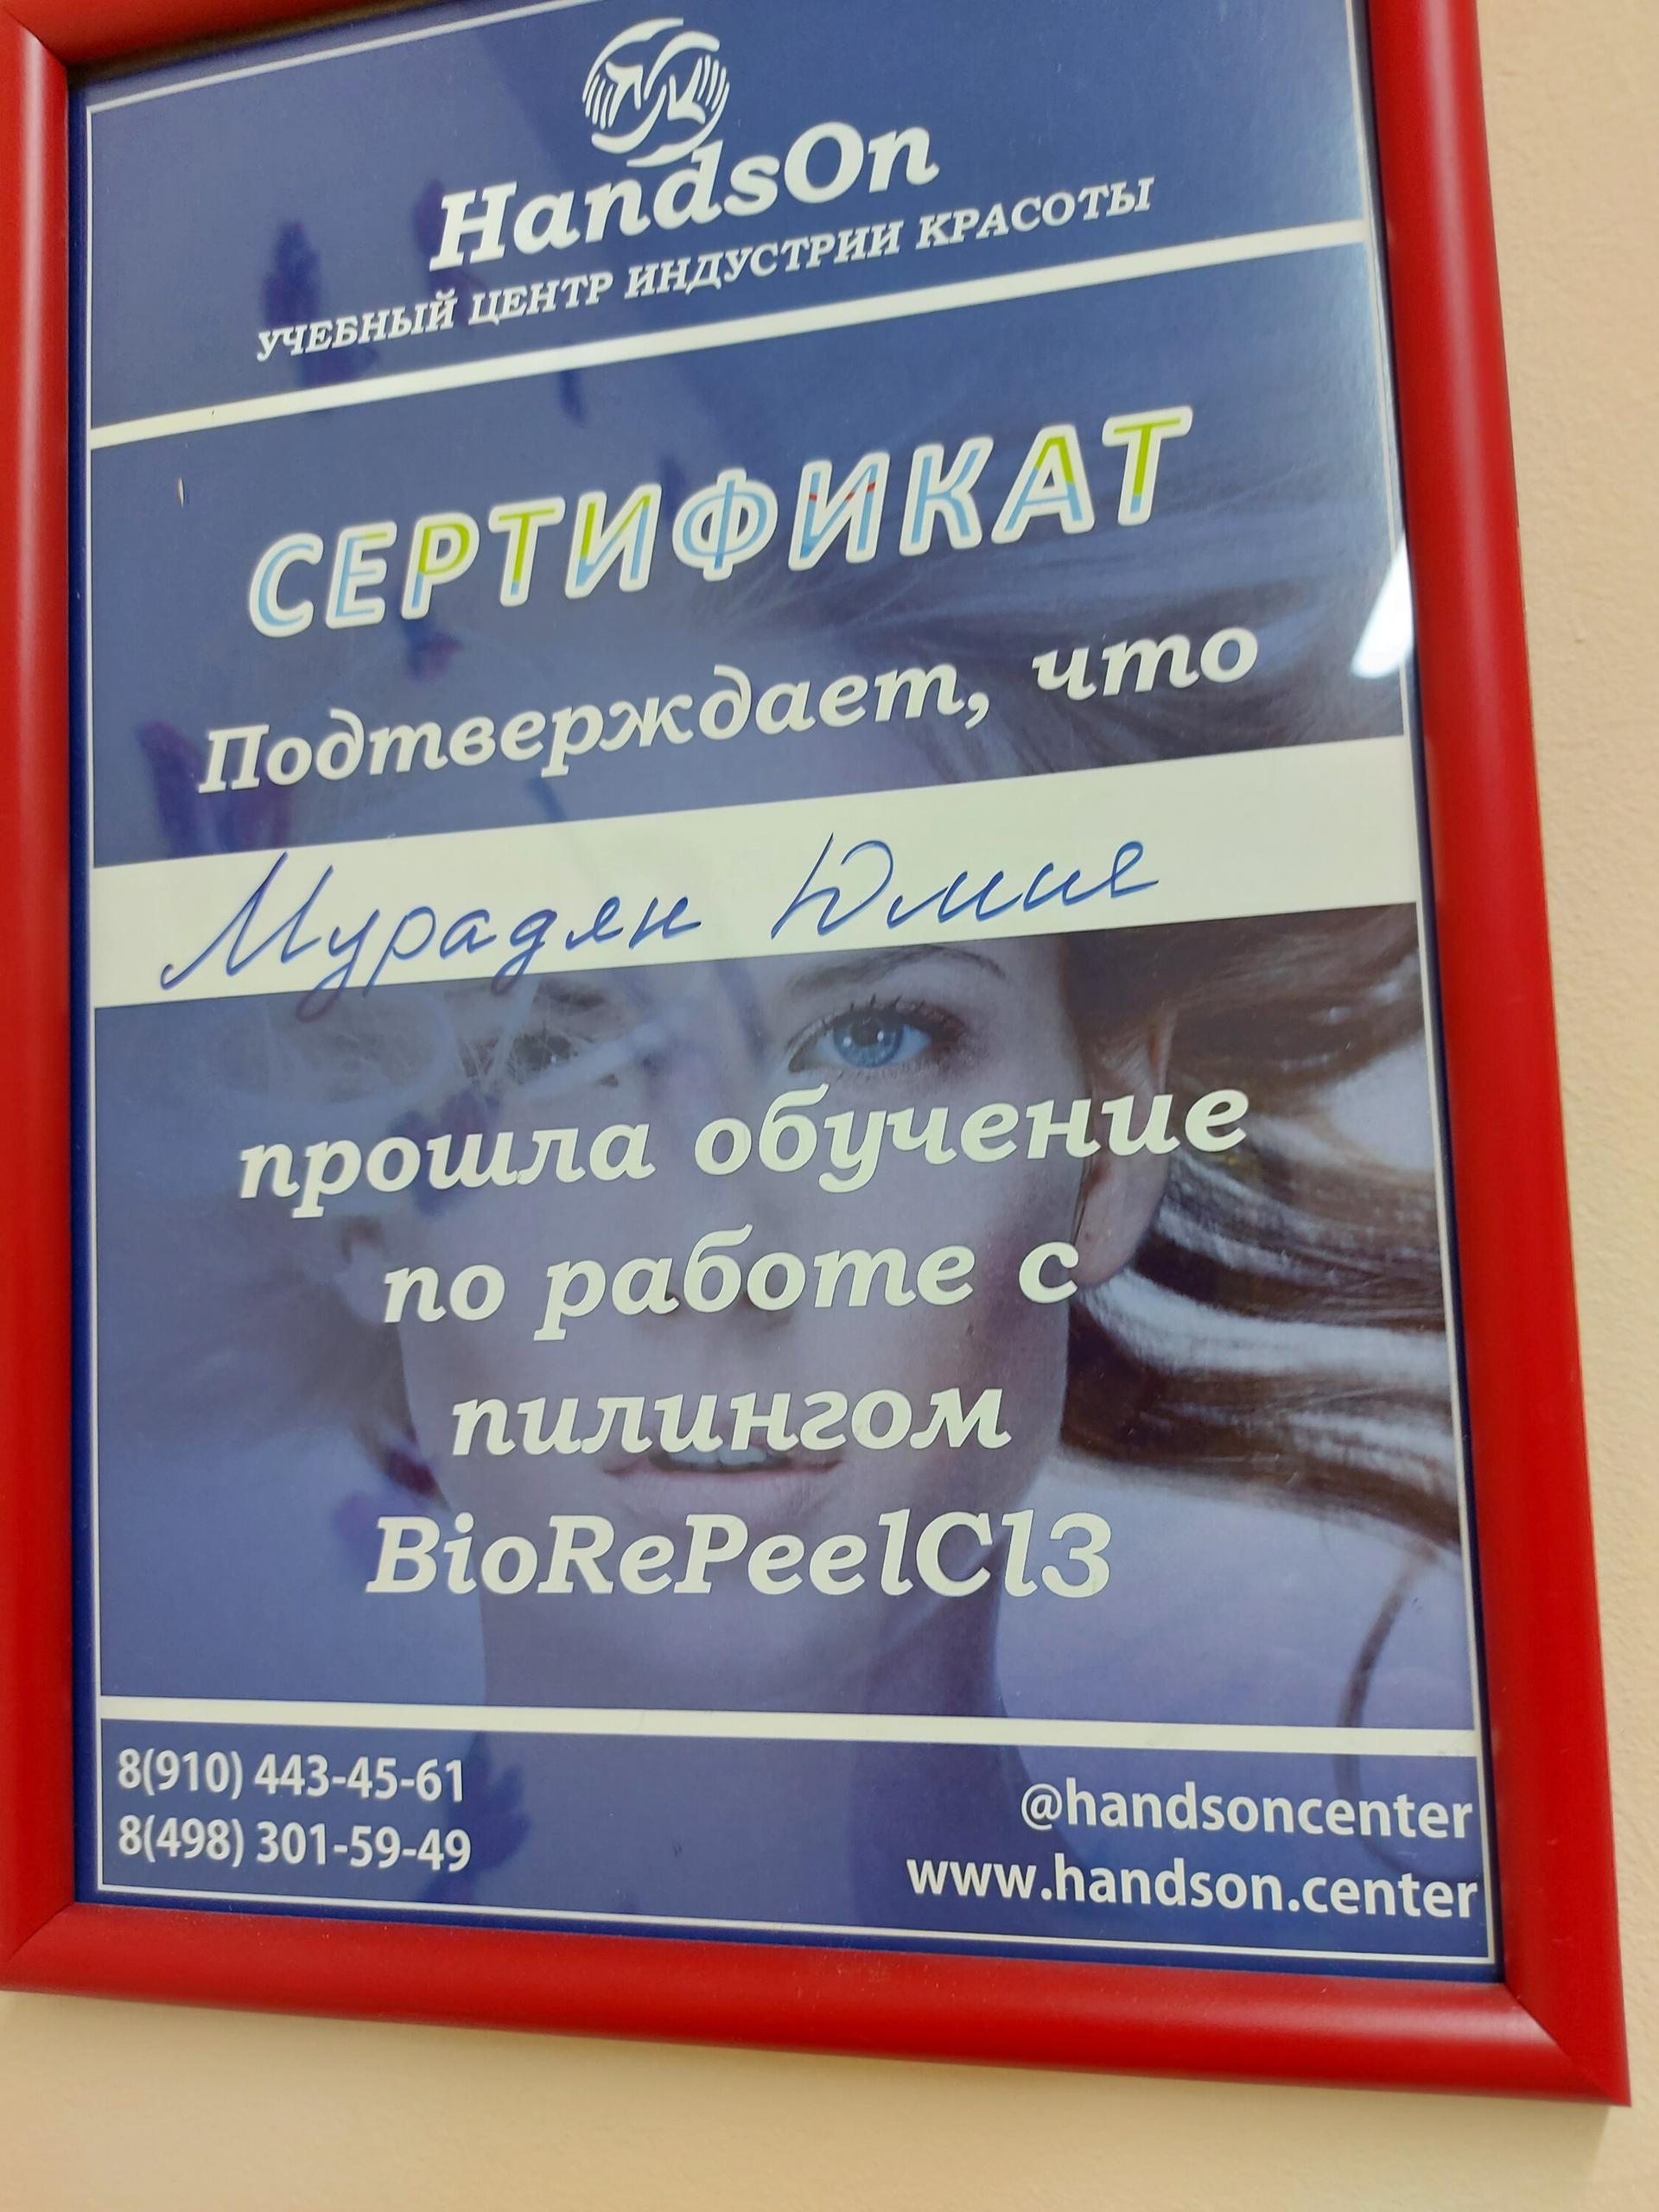 HandsOn
УЧЕБНЫЙ ЦЕНТР ИНДУСТРИИ КРАСОТЫ
СЕРТИФИКАТ
Подтверждает, что
Мурадян Юлия
прошла обучение
по работе с
пилингом
BioRePeelCl3
8(910) 443-45-61
8(498) 301-59-49
@handsoncenter
www.handson.center